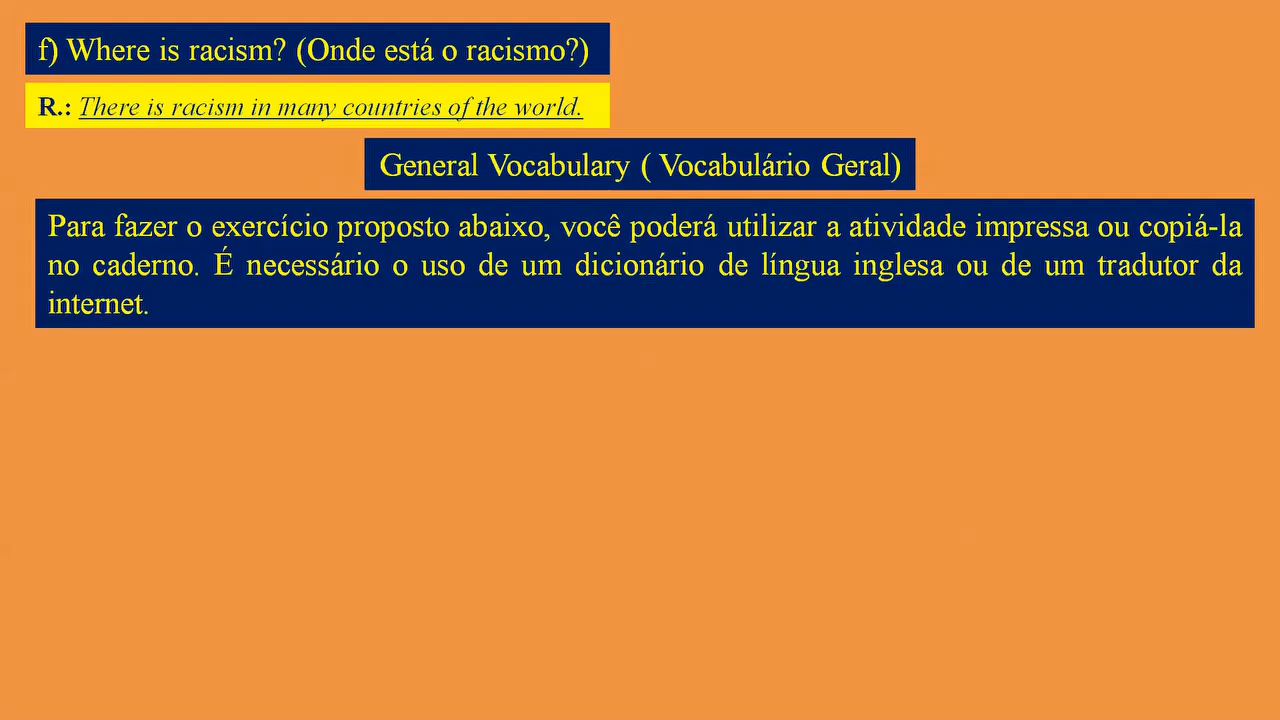 f) Where is racism? (Onde está o racismo?)
R.: There is racism in many countries of the world.
General Vocabulary ( Vocabulário Geral)
Para fazer o exercício proposto abaixo, você poderá utilizar a atividade impressa ou copiá-la
no caderno. É necessário o uso de um dicionário de língua inglesa ou de um tradutor da
internet.